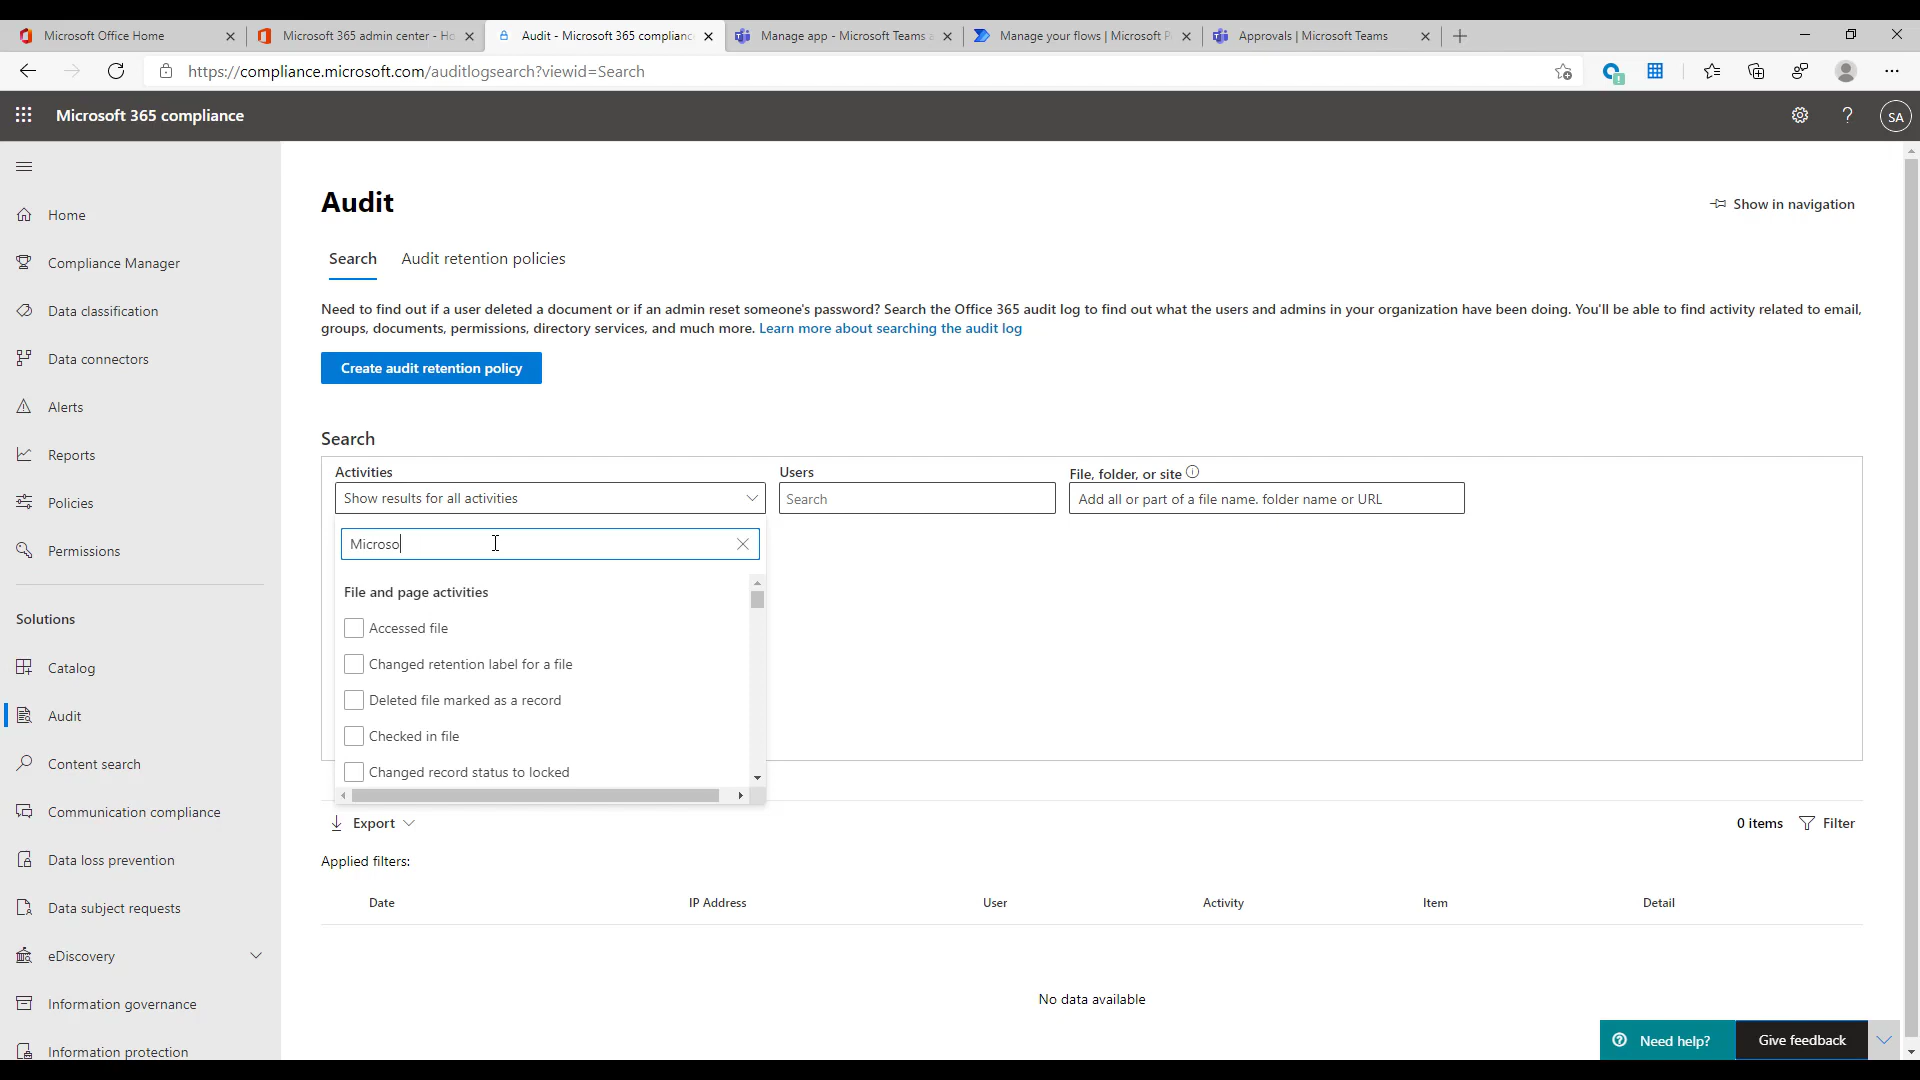 Microsoft Office Home
Microsoft 365 admin center - Ho
Audit - Microsoft 365 complianc
Manage app - Microsoft Teams a
Manage your flows | Microsoft P
Approvals | Microsoft Teams
https://compliance.microsoft.com/auditlogsearch?viewid=Search
Microsoft 365 compliance
?
SA
Home
Compliance Manager
Data classification
Data connectors
Alerts
Reports
Policies
Permissions
Solutions
Catalog
Audit
Content search
Communication compliance
Data loss prevention
Data subject requests
eDiscovery
Information governance
Information protection
Audit
Show in navigation
Search
Audit retention policies
Need to find out if a user deleted a document or if an admin reset someone's password? Search the Office 365 audit log to find out what the users and admins in your organization have been doing. You'll be able to find activity related to email,
groups, documents, permissions, directory services, and much more. Learn more about searching the audit log
Create audit retention policy
Search
Activities
Users
File, folder, or site
Show results for all activities
Search
Add all or part of a file name. folder name or URL
Microso
File and page activities
Accessed file
Changed retention label for a file
Deleted file marked as a record
Checked in file
Changed record status to locked
Export
0 items
Filter
Applied filters:
Date
IP Address
User
Activity
Item
Detail
No data available
Need help?
Give feedback